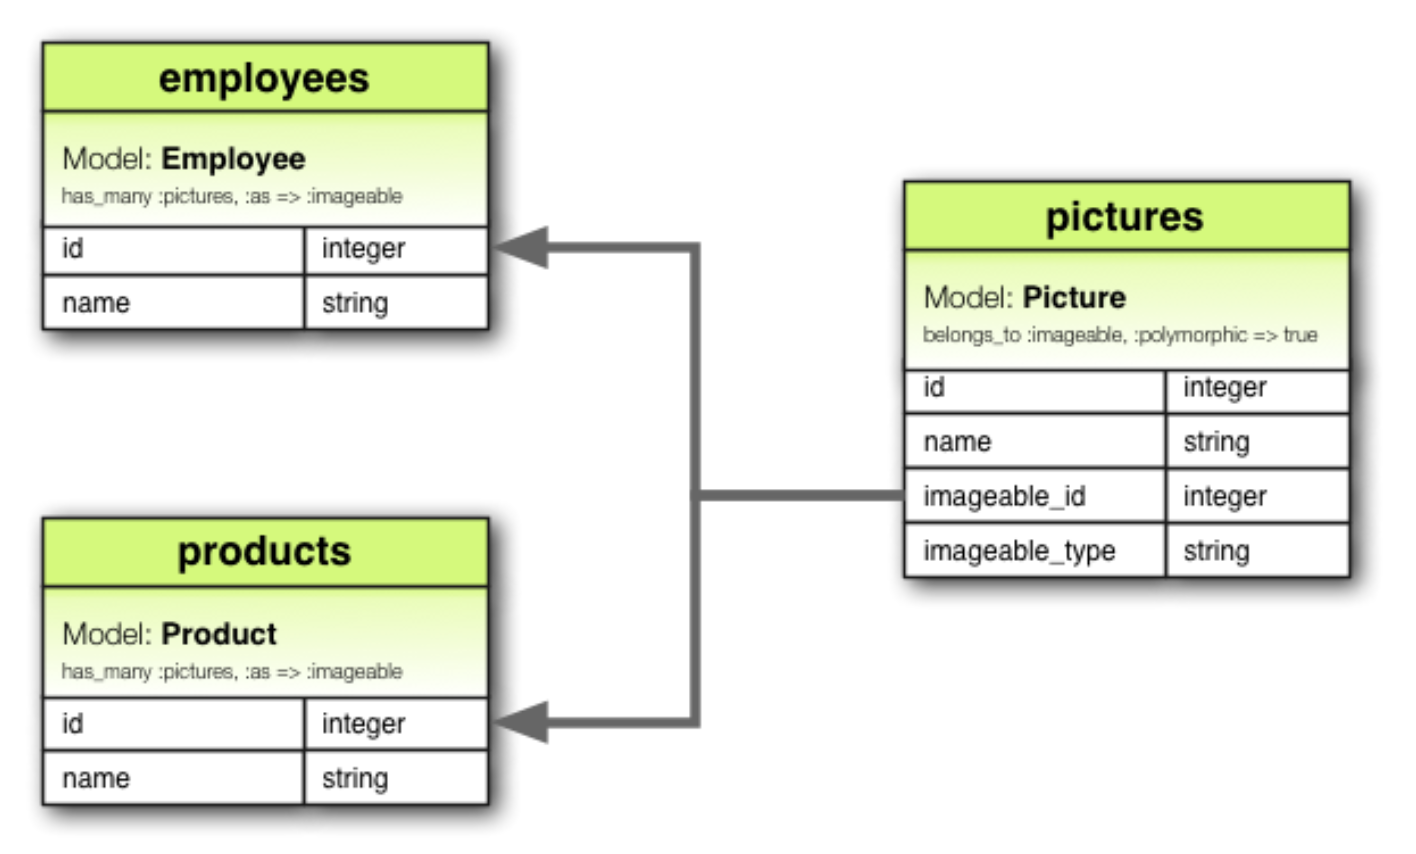 employees
Model: Employee
has_many :pictures, :as => :imageable
id integer
name string
pictures
Model: Picture
belongs_to :imageable, :polymorphic => true
id integer
name string
imageable_id integer
imageable_type string
products
Model: Product
has_many :pictures, :as => :imageable
id integer
name string